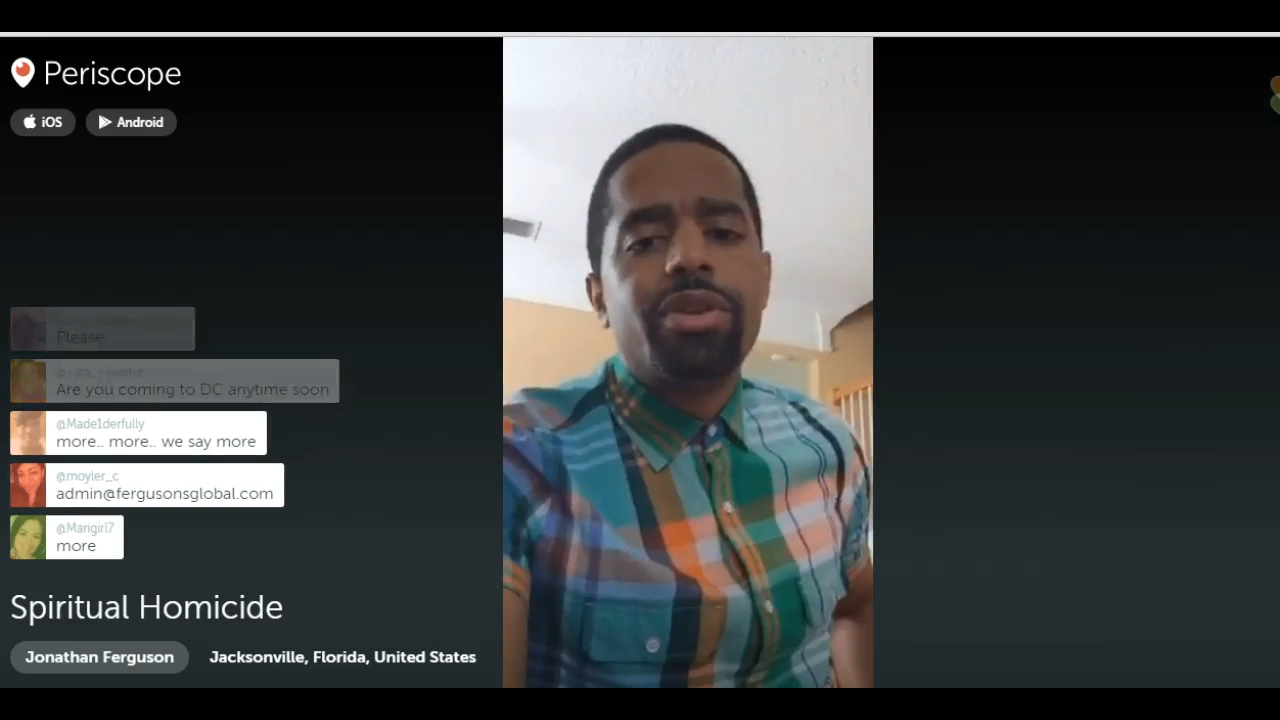 Periscope
iOS
Android
Please
Are you coming to DC anytime soon
@Made1derfully
more.. more.. we say more
@moyler_c
admin@fergusonsglobal.com
@Marigirl7
more
Spiritual Homicide
Jonathan Ferguson
Jacksonville, Florida, United States